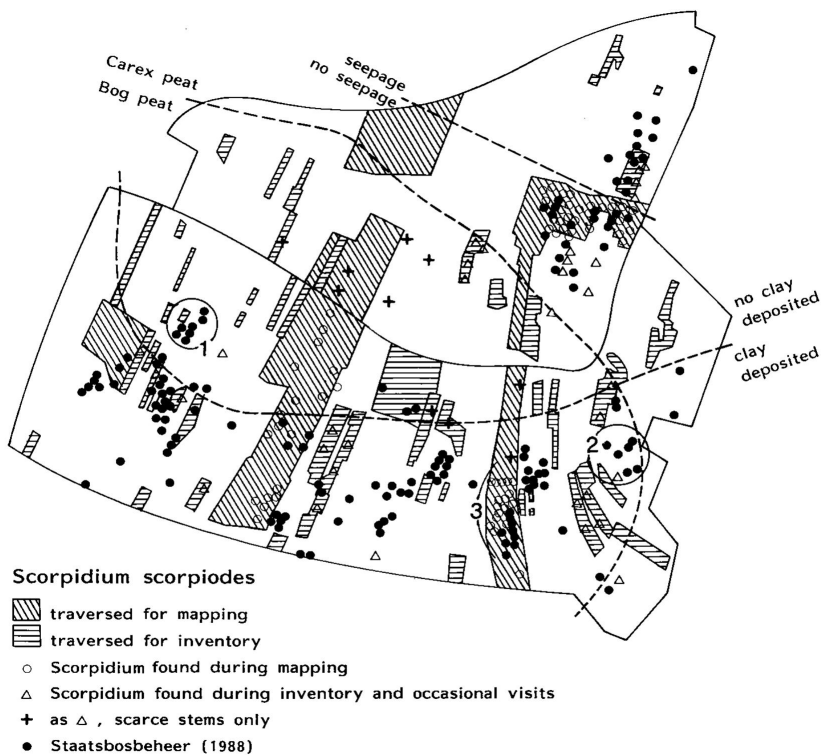 Carex peat
Bog peat
seepage
no seepage
no clay
deposited
clay
deposited
1
2
3
Scorpidium scorpiodes
traversed for mapping
traversed for inventory
Scorpidium found during mapping
Scorpidium found during inventory and occasional visits
as △ , scarce stems only
Staatsbosbeheer (1988)